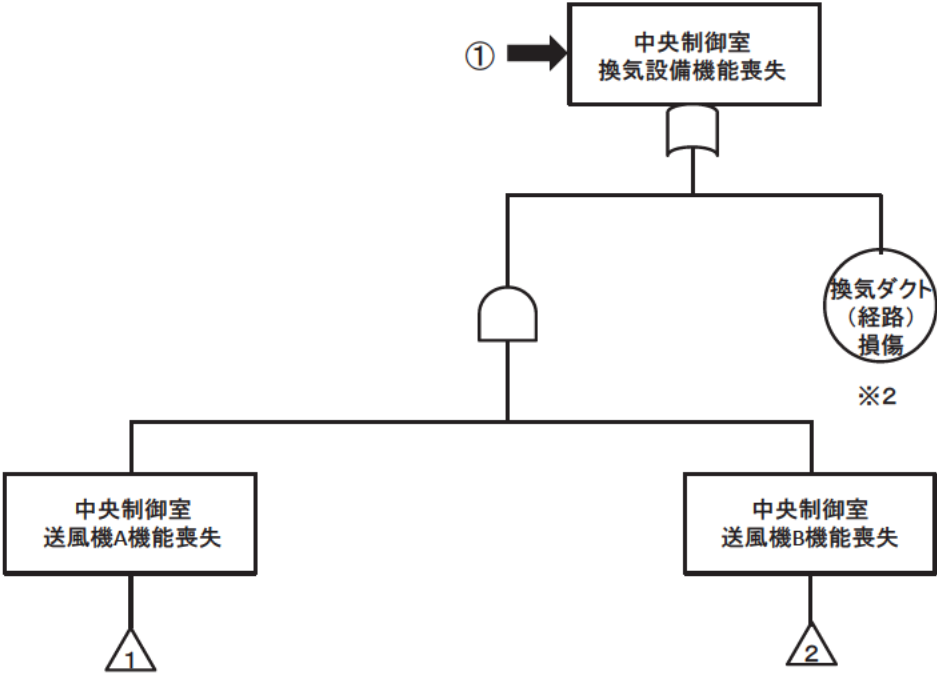 ①
中央制御室
換気設備機能喪失
換気ダクト
（経路）
損傷
※2
中央制御室
送風機A機能喪失
中央制御室
送風機B機能喪失
1
2